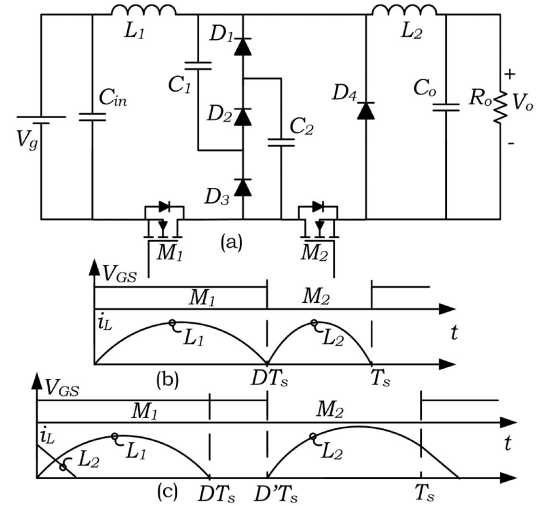 L1
D1
L2
C1
Cin
D2
C2
D4
Co
Ro
+
Vo
-
Vg
D3
M1
(a)
M2
VGS
M1
M2
iL
L1
L2
t
(b)
DTs
Ts
VGS
M1
M2
iL
L2
L1
L2
t
(c)
DTs
D'Ts
Ts